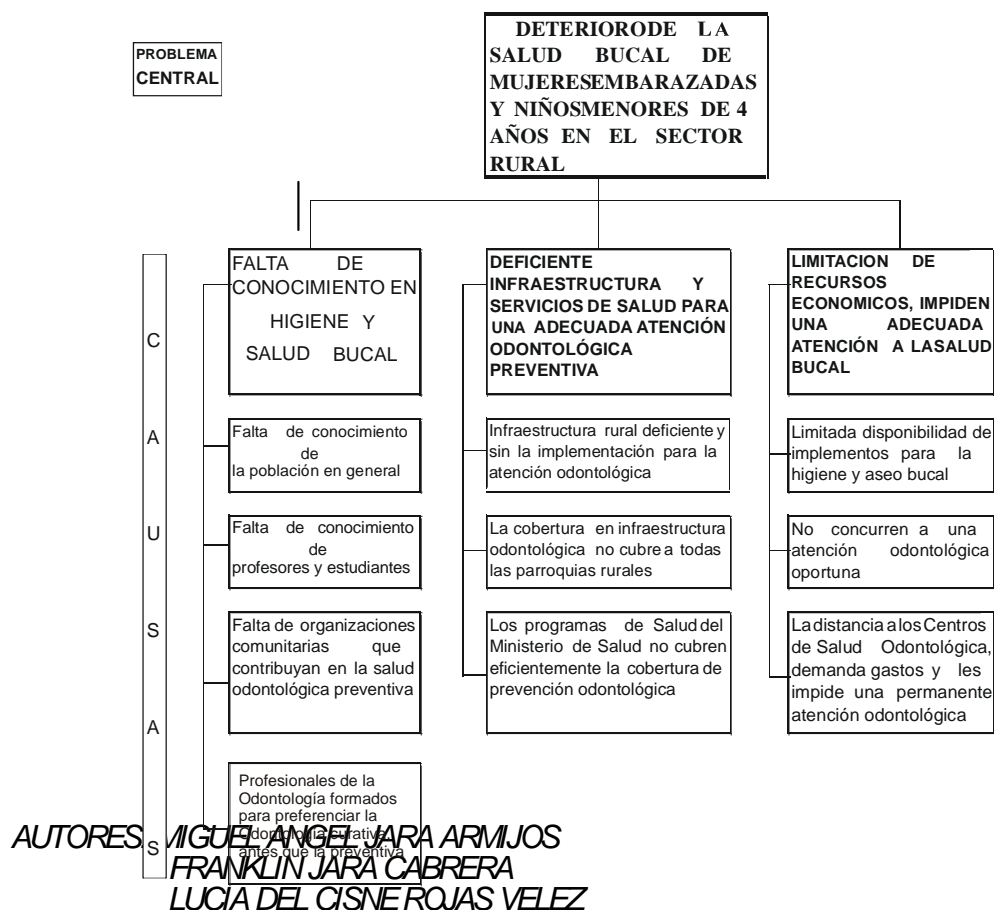 PROBLEMA
CENTRAL
DETERIORODE LA
SALUD BUCAL DE
MUJERESEMBARAZADAS
Y NIÑOSMENORES DE 4
AÑOS EN EL SECTOR
RURAL
C
A
U
S
A
S
FALTA DE
CONOCIMIENTO EN
HIGIENE Y
SALUD BUCAL
Falta de conocimiento
de
la población en general
Falta de conocimiento
de
profesores y estudiantes
Falta de organizaciones
comunitarias que
contribuyan en la salud
odontológica preventiva
Profesionales de la
Odontología formados
para preferenciar la
Odontología curativa,
antes que la preventiva
DEFICIENTE
INFRAESTRUCTURA Y
SERVICIOS DE SALUD PARA
UNA ADECUADA ATENCIÓN
ODONTOLÓGICA
PREVENTIVA
Infraestructura rural deficiente y
sin la implementación para la
atención odontológica
La cobertura en infraestructura
odontológica no cubre a todas
las parroquias rurales
Los programas de Salud del
Ministerio de Salud no cubren
eficientemente la cobertura de
prevención odontológica
LIMITACION DE
RECURSOS
ECONOMICOS, IMPIDEN
UNA ADECUADA
ATENCIÓN A LASALUD
BUCAL
Limitada disponibilidad de
implementos para la
higiene y aseo bucal
No concurren a una
atención odontológica
oportuna
La distancia a los Centros
de Salud Odontológica,
demanda gastos y les
impide una permanente
atención odontológica
AUTORES: MIGUEL ANGEL JARA ARMIJOS
FRANKLIN JARA CABRERA
LUCIA DEL CISNE ROJAS VELEZ